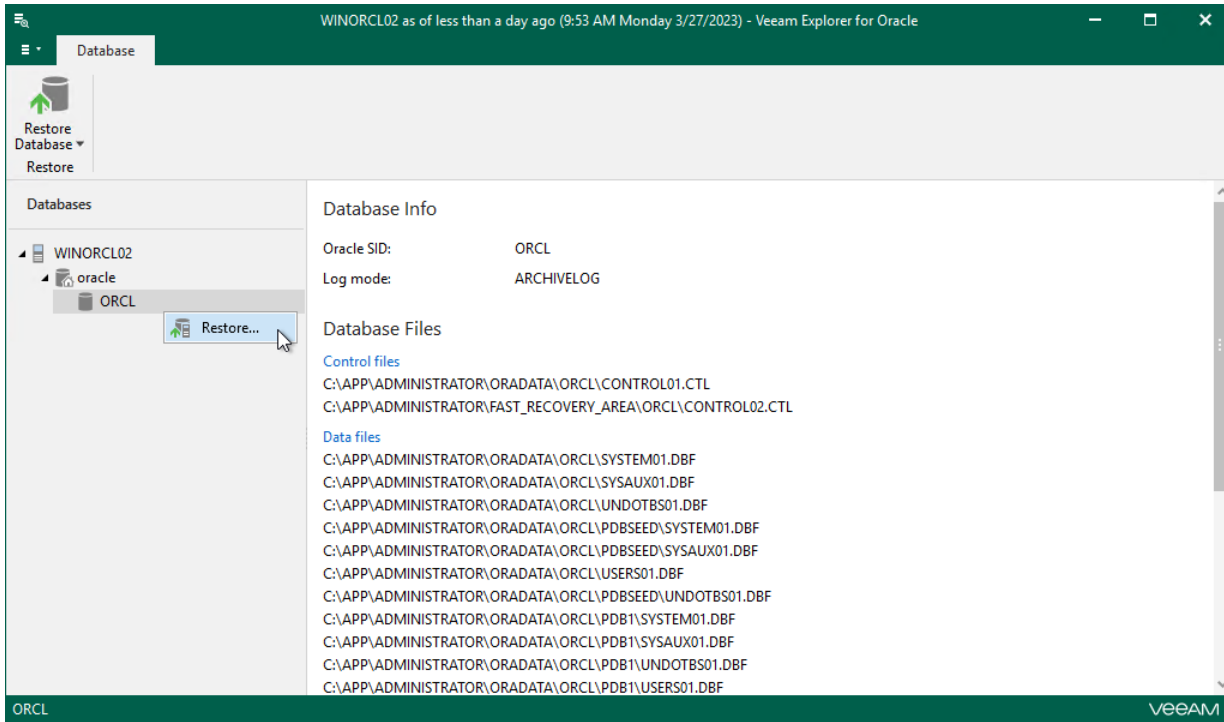 WINORCL02 as of less than a day ago (9:53 AM Monday 3/27/2023) - Veeam Explorer for Oracle
Database
Restore
Database
Restore
Databases
WINORCL02
oracle
ORCL
Restore...
Database Info
Oracle SID: ORCL
Log mode: ARCHIVELOG
Database Files
Control files
C:\APP\ADMINISTRATOR\ORADATA\ORCL\CONTROL01.CTL
C:\APP\ADMINISTRATOR\FAST_RECOVERY_AREA\ORCL\CONTROL02.CTL
Data files
C:\APP\ADMINISTRATOR\ORADATA\ORCL\SYSTEM01.DBF
C:\APP\ADMINISTRATOR\ORADATA\ORCL\SYSAUX01.DBF
C:\APP\ADMINISTRATOR\ORADATA\ORCL\UNDOTBS01.DBF
C:\APP\ADMINISTRATOR\ORADATA\ORCL\PDBSEED\SYSTEM01.DBF
C:\APP\ADMINISTRATOR\ORADATA\ORCL\PDBSEED\SYSAUX01.DBF
C:\APP\ADMINISTRATOR\ORADATA\ORCL\USERS01.DBF
C:\APP\ADMINISTRATOR\ORADATA\ORCL\PDBSEED\UNDOTBS01.DBF
C:\APP\ADMINISTRATOR\ORADATA\ORCL\PDB1\SYSTEM01.DBF
C:\APP\ADMINISTRATOR\ORADATA\ORCL\PDB1\SYSAUX01.DBF
C:\APP\ADMINISTRATOR\ORADATA\ORCL\PDB1\UNDOTBS01.DBF
C:\APP\ADMINISTRATOR\ORADATA\ORCL\PDB1\USERS01.DBF
ORCL
veeAM